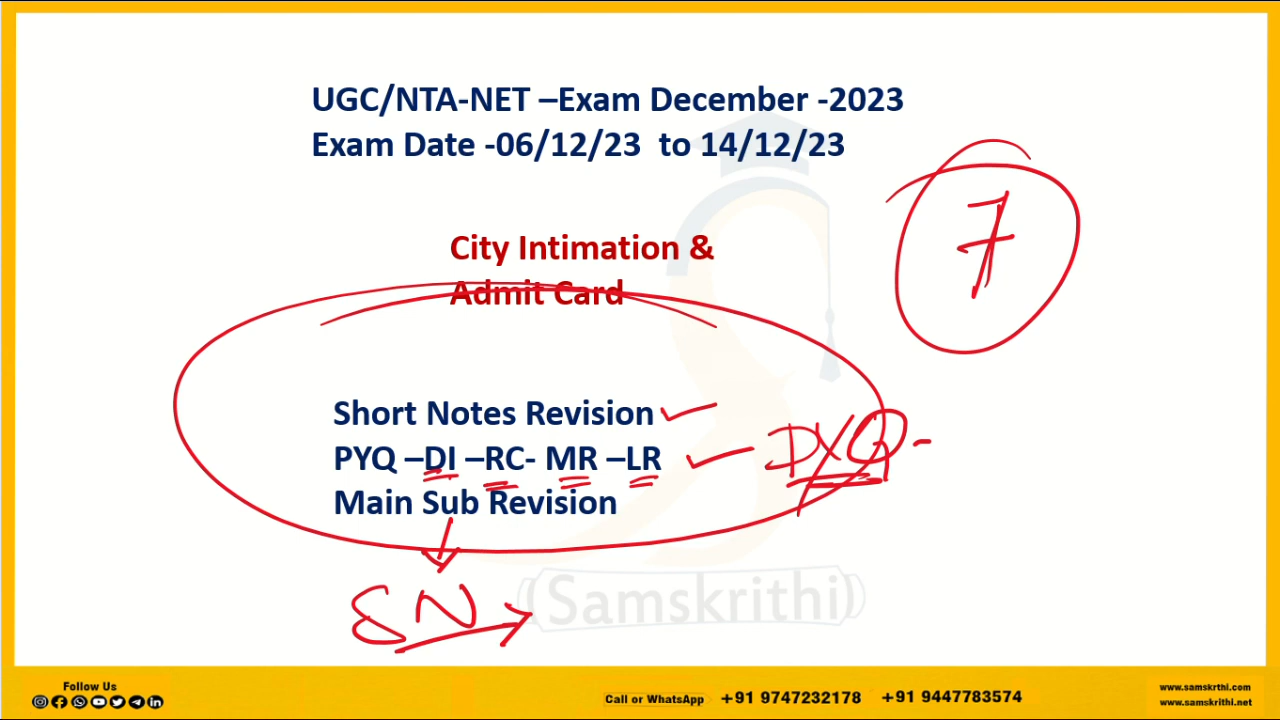 UGC/NTA-NET –Exam December -2023
Exam Date -06/12/23 to 14/12/23
7
City Intimation &
Admit Card
Short Notes Revision
PYQ –DI –RC- MR –LR
PYQ-
Main Sub Revision
SN
Samskrithi
Follow Us
Call or WhatsApp +91 9747232178 +91 9447783574
www.samskrthi.com
www.samskrithi.net